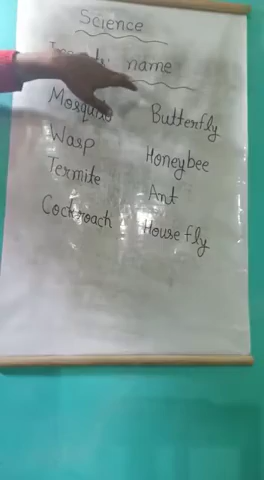 Science
name
Mosquito
Butterfly
Wasp
Honeybee
Termite
Ant
Cockroach
House fly